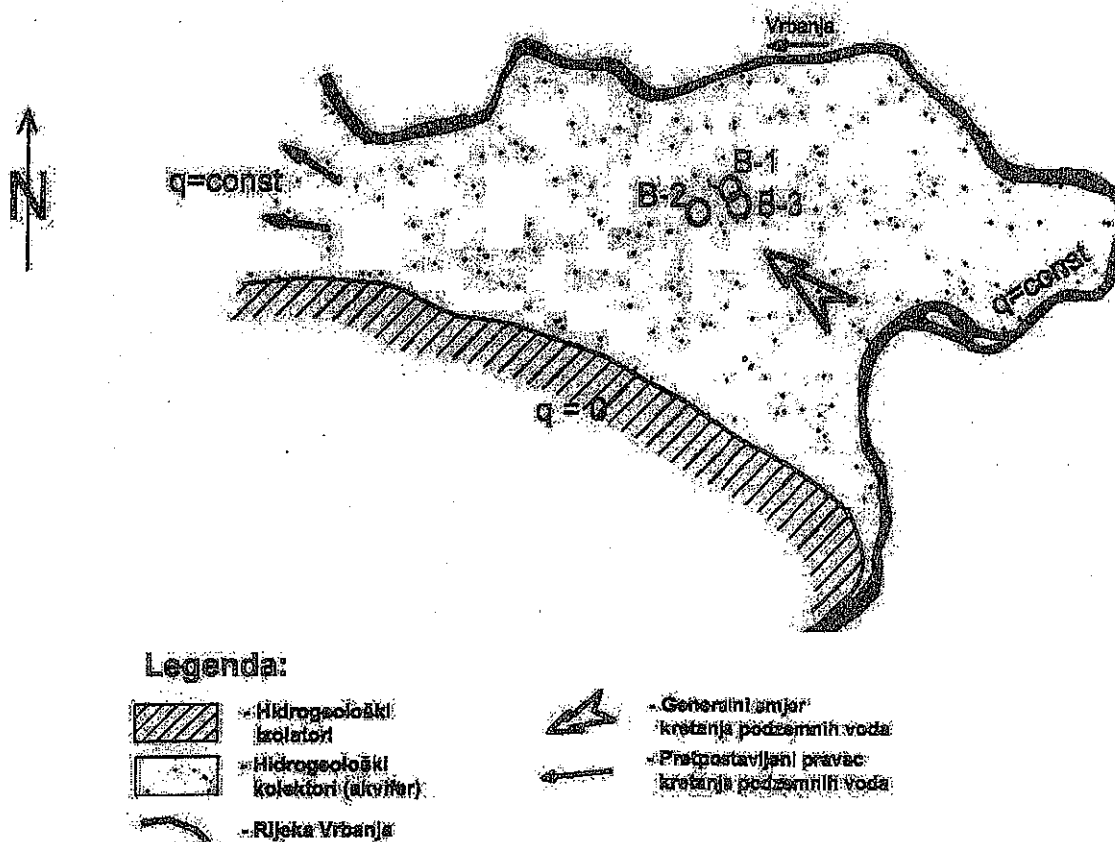 Vrbanja
N
q=const
B-1
B-2
B-3
q=const
q = 0
Legenda:
- Hidrogeološki
izolatori
- Hidrogeološki
kolektori (akvifer)
- Rijeka Vrbanja
- Generalni smjer
kretanja podzemnih voda
- Pretpostavljeni pravac
kretanja podzemnih voda